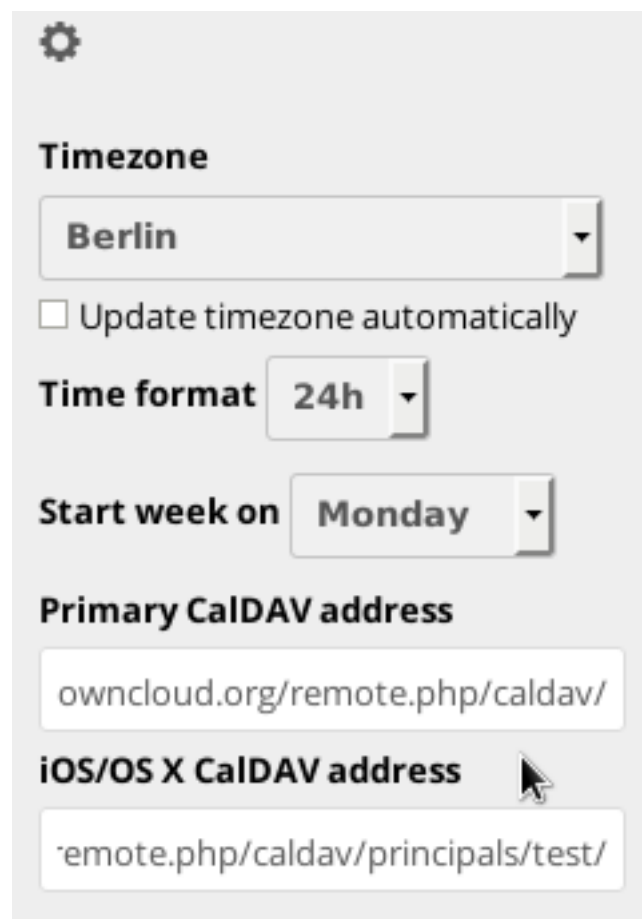 Timezone
Berlin
Update timezone automatically
Time format 24h
Start week on Monday
Primary CalDAV address
owncloud.org/remote.php/caldav/
iOS/OS X CalDAV address
remote.php/caldav/principals/test/